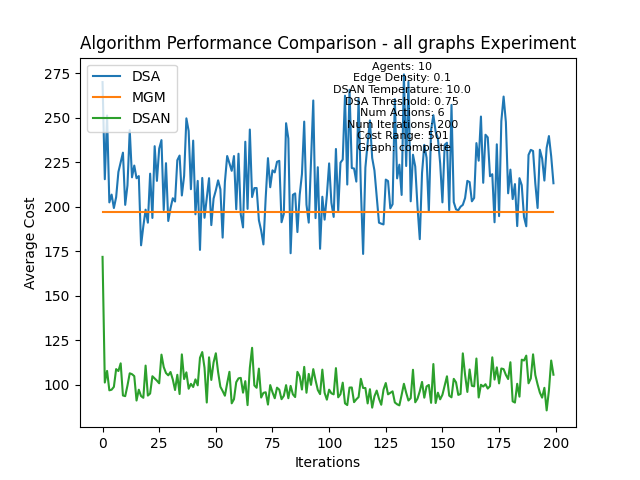 Algorithm Performance Comparison - all graphs Experiment
DSA
MGM
DSAN
Agents: 10
Edge Density: 0.1
DSAN Temperature: 10.0
DSA Threshold: 0.75
Num Actions: 6
Num Iterations: 200
Cost Range: 501
Graph: complete
275
250
225
200
175
150
125
100
Average Cost
0
25
50
75
100
125
150
175
200
Iterations